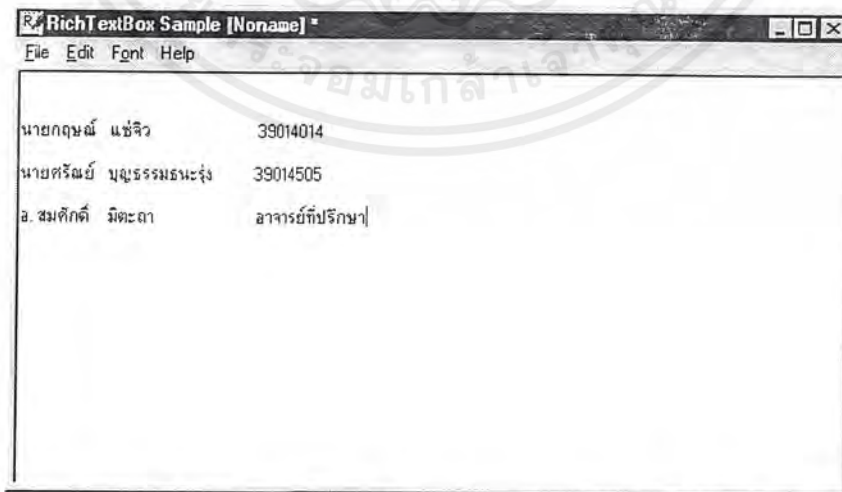 RichTextBox Sample [Noname] *
File Edit Font Help
นายกฤษณ์ แซ่จิว 39014014
นายศรัณย์ บุญธรรมธนะรุ่ง 39014505
อ. สมศักดิ์ มิตะถา อาจารย์ที่ปรึกษา